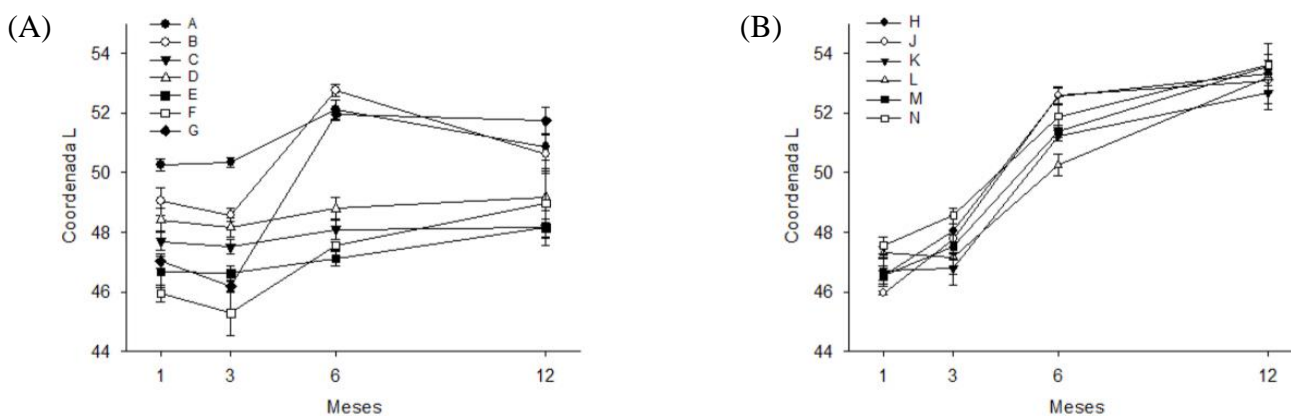 (A)
A
B
C
D
E
F
G
Coordenada L
54
52
50
48
46
44
1 3 6 12
Meses
(B)
H
J
K
L
M
N
Coordenada L
54
52
50
48
46
44
1 3 6 12
Meses